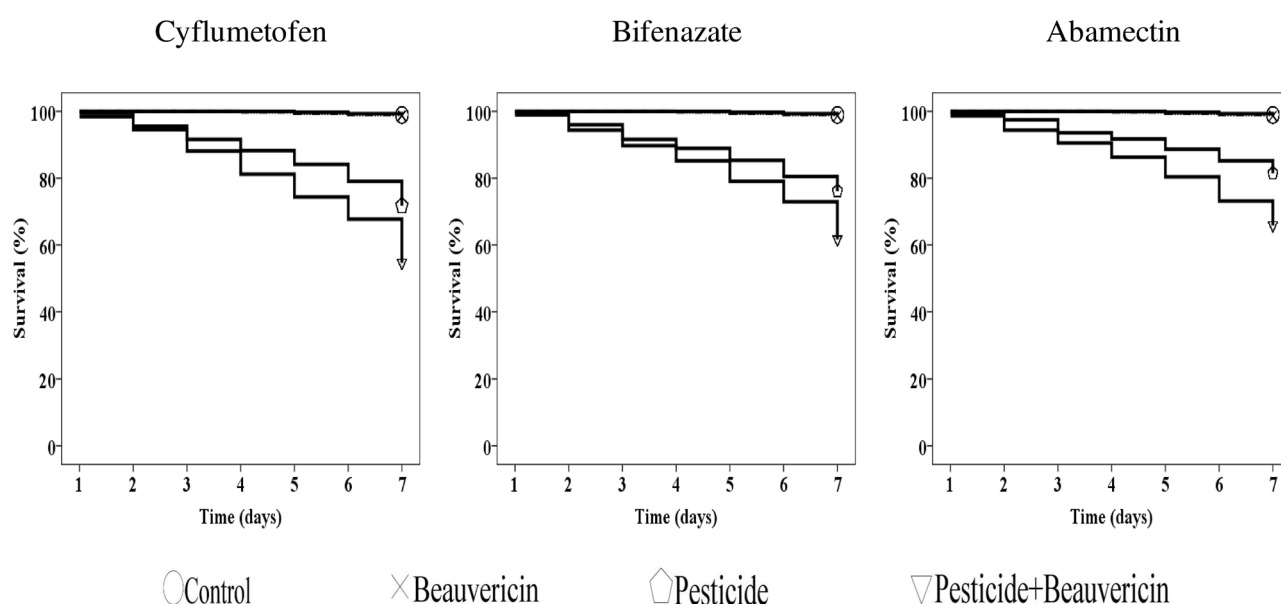 Cyflumetofen Bifenazate Abamectin
100
80
60
40
20
0
Survival (%)
1 2 3 4 5 6 7
Time (days)
100
80
60
40
20
0
Survival (%)
1 2 3 4 5 6 7
Time (days)
100
80
60
40
20
0
Survival (%)
1 2 3 4 5 6 7
Time (days)
Control Beauvericin Pesticide Pesticide+Beauvericin